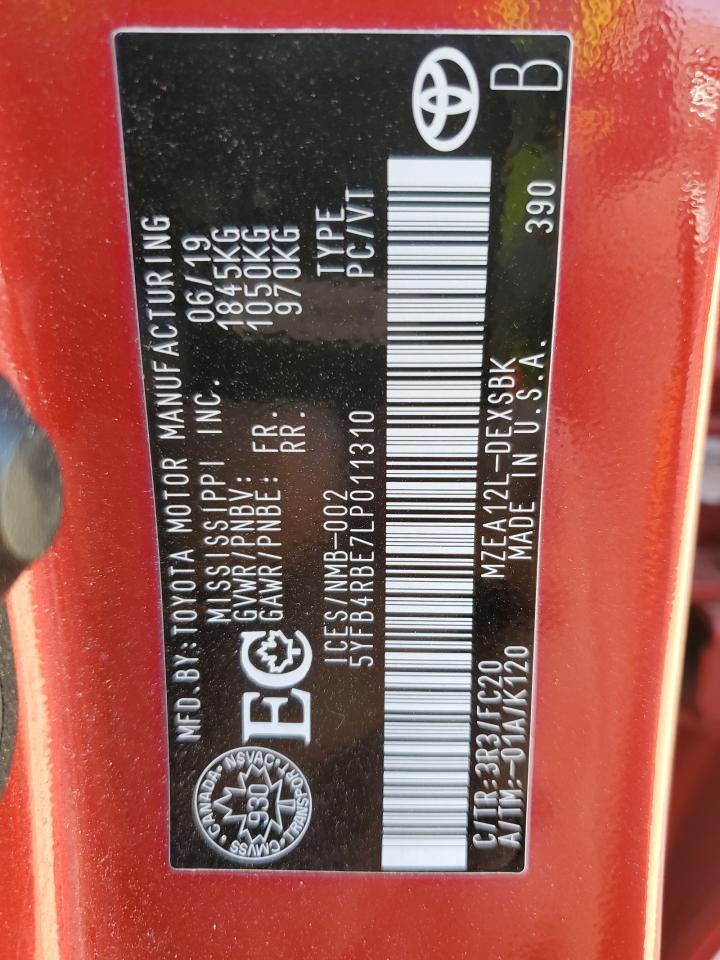 MFD.BY:TOYOTA MOTOR MANUFACTURING
MISSISSIPPI INC. 06/19
GVWR/PNBV: 1845KG
GAWR/PNBE: FR. 1050KG
RR. 970KG
EC
CANADA · NSVAC · TRANSPORT · CMVSS
930
ICES/NMB-002 TYPE
5YFB4RBE7LP011310 PC/VT
C/TR:3R3/FC20 MZEA12L-DEXSBK
A/TM:-01A/K120 MADE IN U.S.A. 390
B